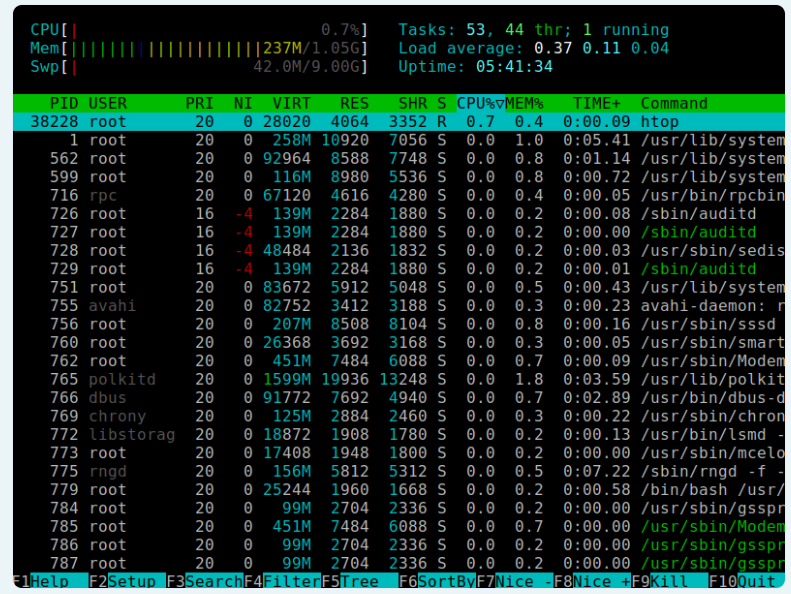 CPU[| 0.7%] Tasks: 53, 44 thr; 1 running
Mem[|||||||||||||||||||||237M/1.05G] Load average: 0.37 0.11 0.04
Swp[| 42.0M/9.00G] Uptime: 05:41:34
PID USER PRI NI VIRT RES SHR S CPU%▽MEM% TIME+ Command
38228 root 20 0 28020 4064 3352 R 0.7 0.4 0:00.09 htop
1 root 20 0 258M 10920 7056 S 0.0 1.0 0:05.41 /usr/lib/system
562 root 20 0 92964 8588 7748 S 0.0 0.8 0:01.14 /usr/lib/system
599 root 20 0 116M 8980 5536 S 0.0 0.8 0:00.72 /usr/lib/system
716 rpc 20 0 67120 4616 4280 S 0.0 0.4 0:00.05 /usr/bin/rpcbin
726 root 16 -4 139M 2284 1880 S 0.0 0.2 0:00.08 /sbin/auditd
727 root 16 -4 139M 2284 1880 S 0.0 0.2 0:00.00 /sbin/auditd
728 root 16 -4 48484 2136 1832 S 0.0 0.2 0:00.03 /usr/sbin/sedis
729 root 16 -4 139M 2284 1880 S 0.0 0.2 0:00.01 /sbin/auditd
751 root 20 0 83672 5912 5048 S 0.0 0.5 0:00.43 /usr/lib/system
755 avahi 20 0 82752 3412 3188 S 0.0 0.3 0:00.23 avahi-daemon: r
756 root 20 0 207M 8508 8104 S 0.0 0.8 0:00.16 /usr/sbin/sssd
760 root 20 0 26368 3692 3168 S 0.0 0.3 0:00.05 /usr/sbin/smart
762 root 20 0 451M 7484 6088 S 0.0 0.7 0:00.09 /usr/sbin/Modem
765 polkitd 20 0 1599M 19936 13248 S 0.0 1.8 0:03.59 /usr/lib/polkit
766 dbus 20 0 91772 7692 4940 S 0.0 0.7 0:02.89 /usr/bin/dbus-d
769 chrony 20 0 125M 2884 2460 S 0.0 0.3 0:00.22 /usr/sbin/chron
772 libstorag 20 0 18872 1908 1780 S 0.0 0.2 0:00.13 /usr/bin/lsmd -
773 root 20 0 17408 1948 1800 S 0.0 0.2 0:00.00 /usr/sbin/mcelo
775 rngd 20 0 156M 5812 5312 S 0.0 0.5 0:07.22 /sbin/rngd -f -
779 root 20 0 25244 1960 1668 S 0.0 0.2 0:00.58 /bin/bash /usr/
784 root 20 0 99M 2704 2336 S 0.0 0.2 0:00.00 /usr/sbin/gsspr
785 root 20 0 451M 7484 6088 S 0.0 0.7 0:00.00 /usr/sbin/Modem
786 root 20 0 99M 2704 2336 S 0.0 0.2 0:00.00 /usr/sbin/gsspr
787 root 20 0 99M 2704 2336 S 0.0 0.2 0:00.00 /usr/sbin/gsspr
F1Help F2Setup F3SearchF4FilterF5Tree F6SortByF7Nice -F8Nice +F9Kill F10Quit